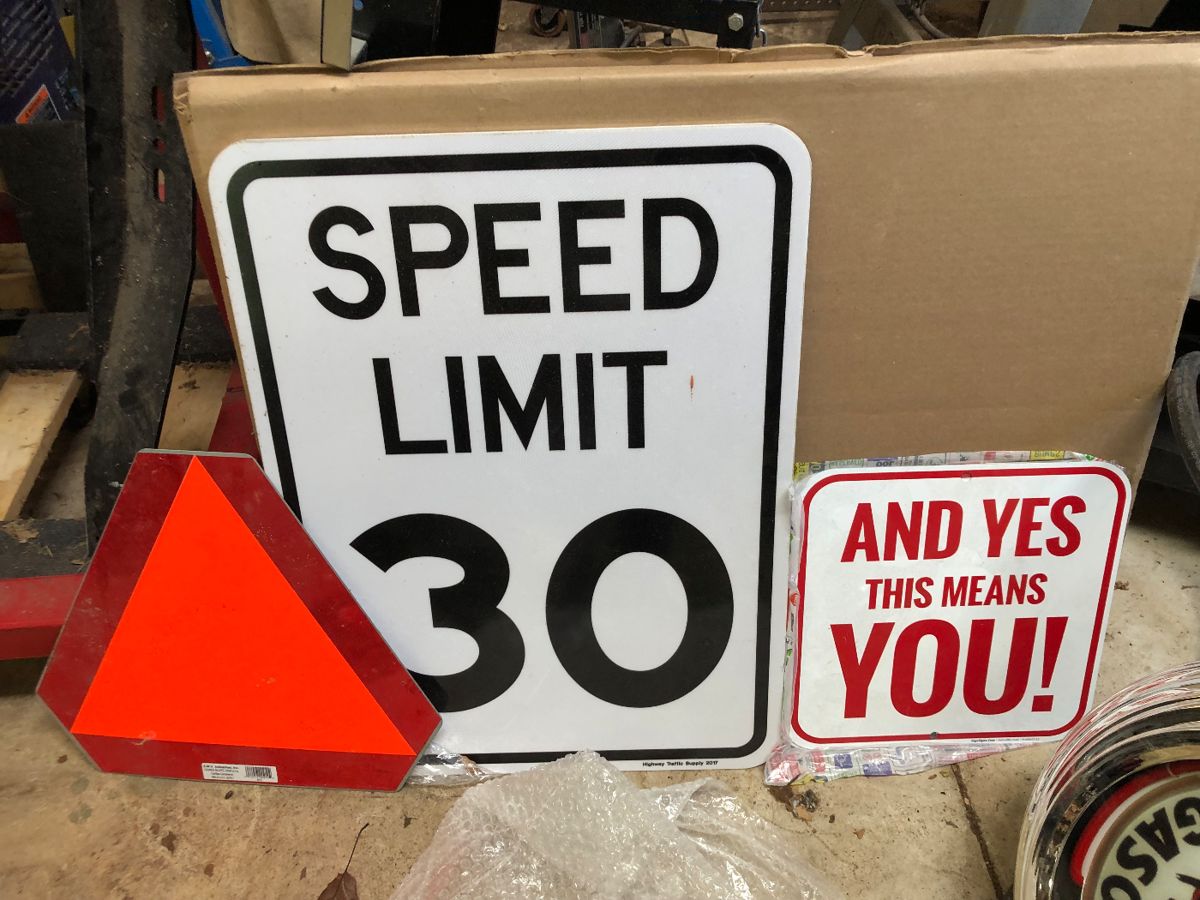 SPEED
LIMIT
30
Highway Traffic Supply 2017
AND YES
THIS MEANS
YOU!
GASO